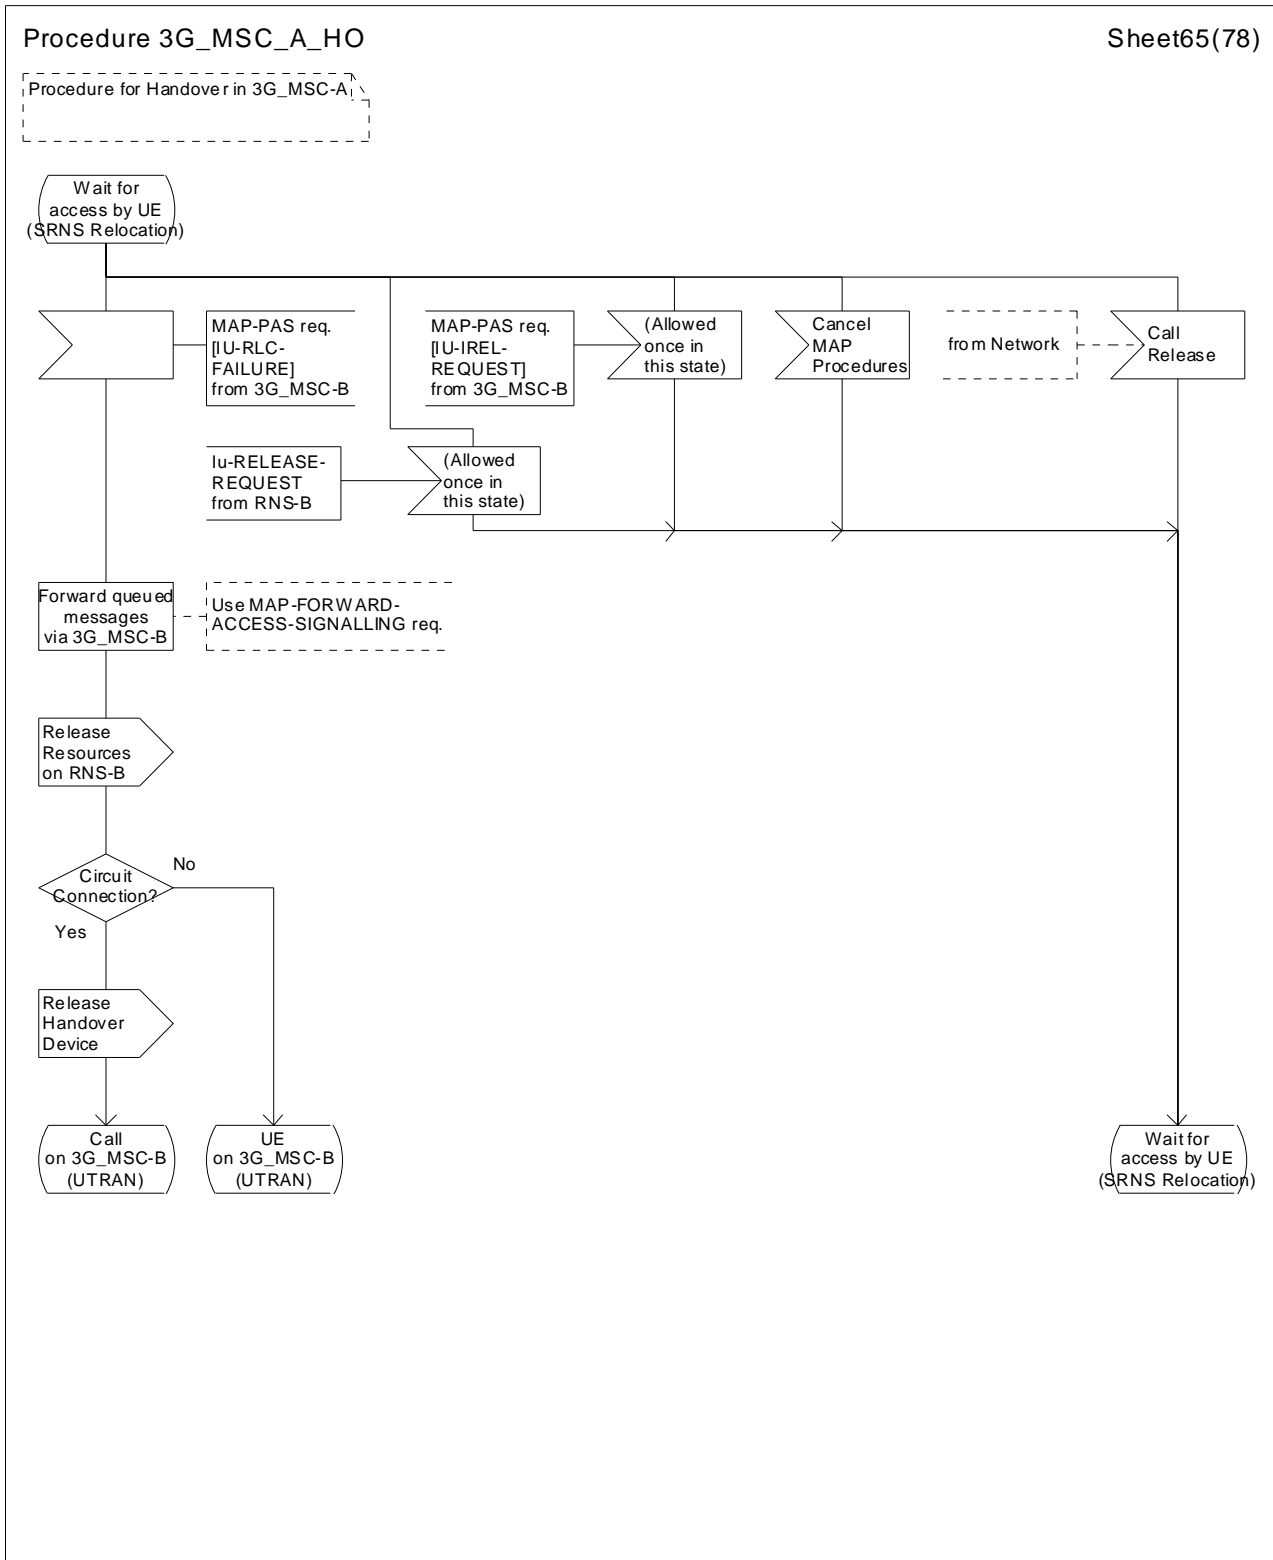 Procedure 3G_MSC_A_HO
Sheet65(78)
Procedure for Handover in 3G_MSC-A
Wait for
access by UE
(SRNS Relocation)
MAP-PAS req.
[IU-RLC-
FAILURE]
from 3G_MSC-B
MAP-PAS req.
[IU-IREL-
REQUEST]
from 3G_MSC-B
(Allowed
once in
this state)
Cancel
MAP
Procedures
from Network
Call
Release
Iu-RELEASE-
REQUEST
from RNS-B
(Allowed
once in
this state)
Forward queued
messages
via 3G_MSC-B
Use MAP-FORWARD-
ACCESS-SIGNALLING req.
Release
Resources
on RNS-B
Circuit
Connection?
No
Yes
Release
Handover
Device
Call
on 3G_MSC-B
(UTRAN)
UE
on 3G_MSC-B
(UTRAN)
Wait for
access by UE
(SRNS Relocation)